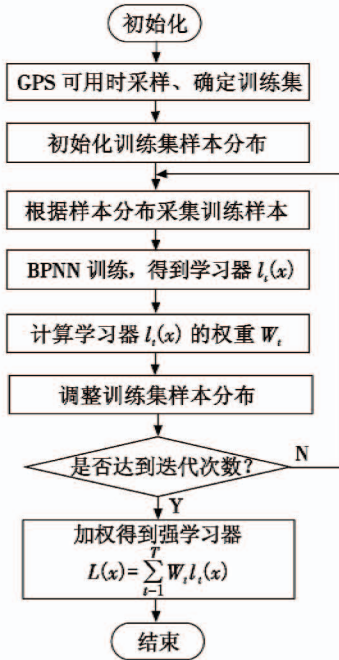 初始化
GPS 可用时采样、确定训练集
初始化训练集样本分布
根据样本分布采集训练样本
BPNN 训练，得到学习器 l_t(x)
计算学习器 l_t(x) 的权重 W_t
调整训练集样本分布
是否达到迭代次数？
N
Y
加权得到强学习器
L(x)=∑_{t-1}^{T} W_t l_t(x)
结束